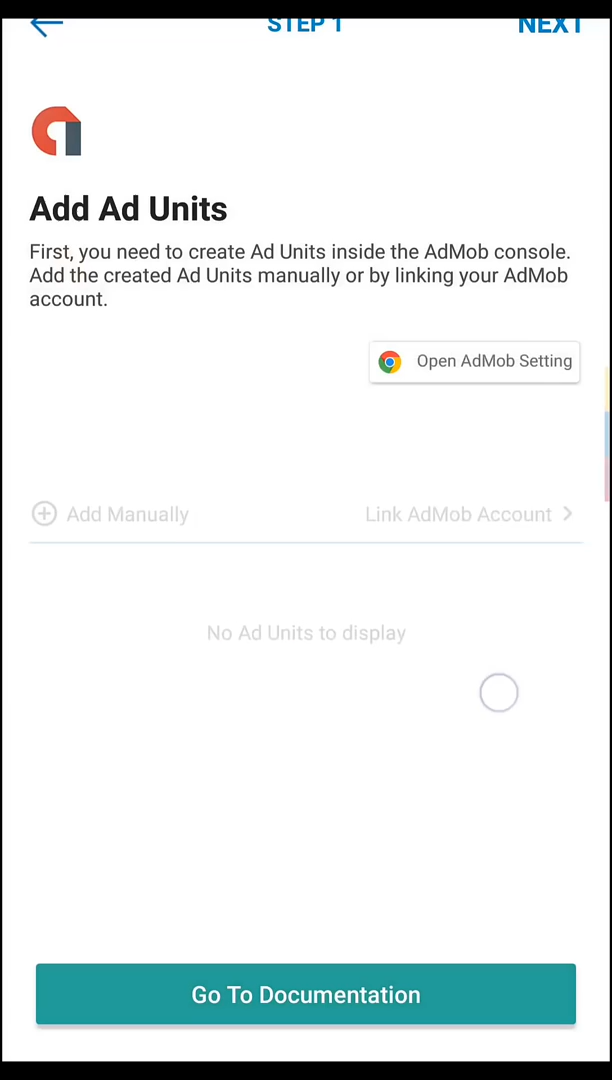 STEP 1
NEXT
Add Ad Units
First, you need to create Ad Units inside the AdMob console.
Add the created Ad Units manually or by linking your AdMob
account.
Open AdMob Setting
Add Manually
Link AdMob Account
No Ad Units to display
Go To Documentation